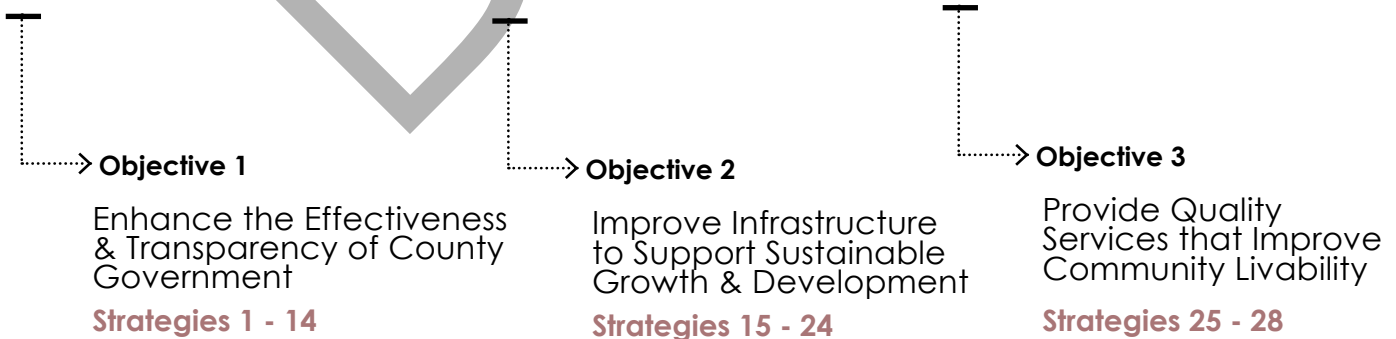 Objective 1
Enhance the Effectiveness
& Transparency of County
Government
Strategies 1 - 14
Objective 2
Improve Infrastructure
to Support Sustainable
Growth & Development
Strategies 15 - 24
Objective 3
Provide Quality
Services that Improve
Community Livability
Strategies 25 - 28